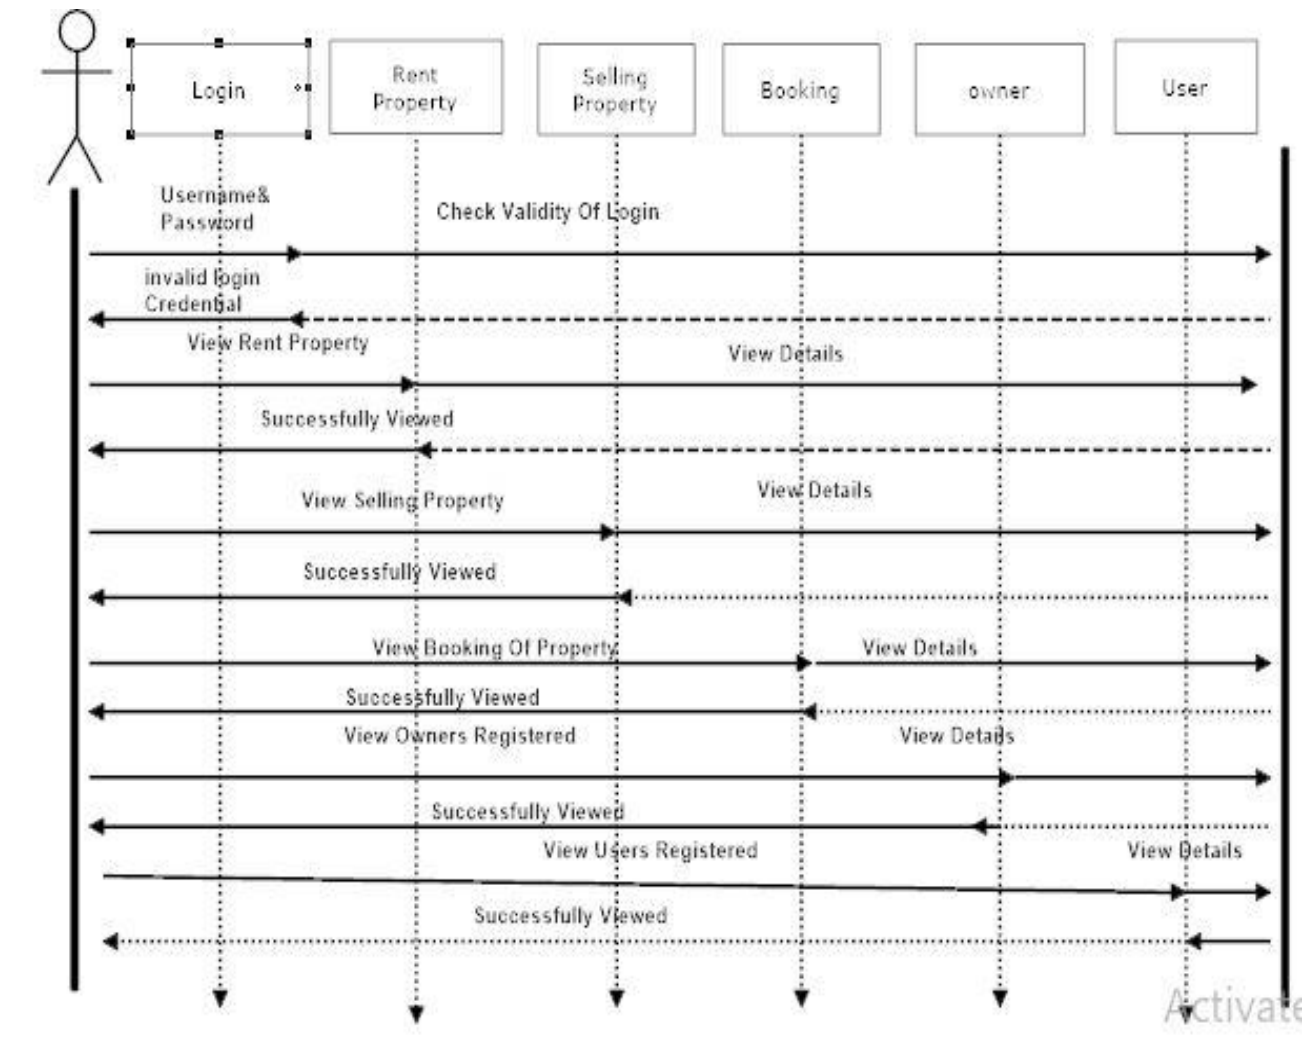 Login
Rent
Property
Selling
Property
Booking
owner
User
Username&
Password
Check Validity Of Login
invalid login
Credential
View Rent Property
View Details
Successfully Viewed
View Selling Property
View Details
Successfully Viewed
View Booking Of Property
View Details
Successfully Viewed
View Owners Registered
View Details
Successfully Viewed
View Users Registered
View Details
Successfully Viewed
Activate